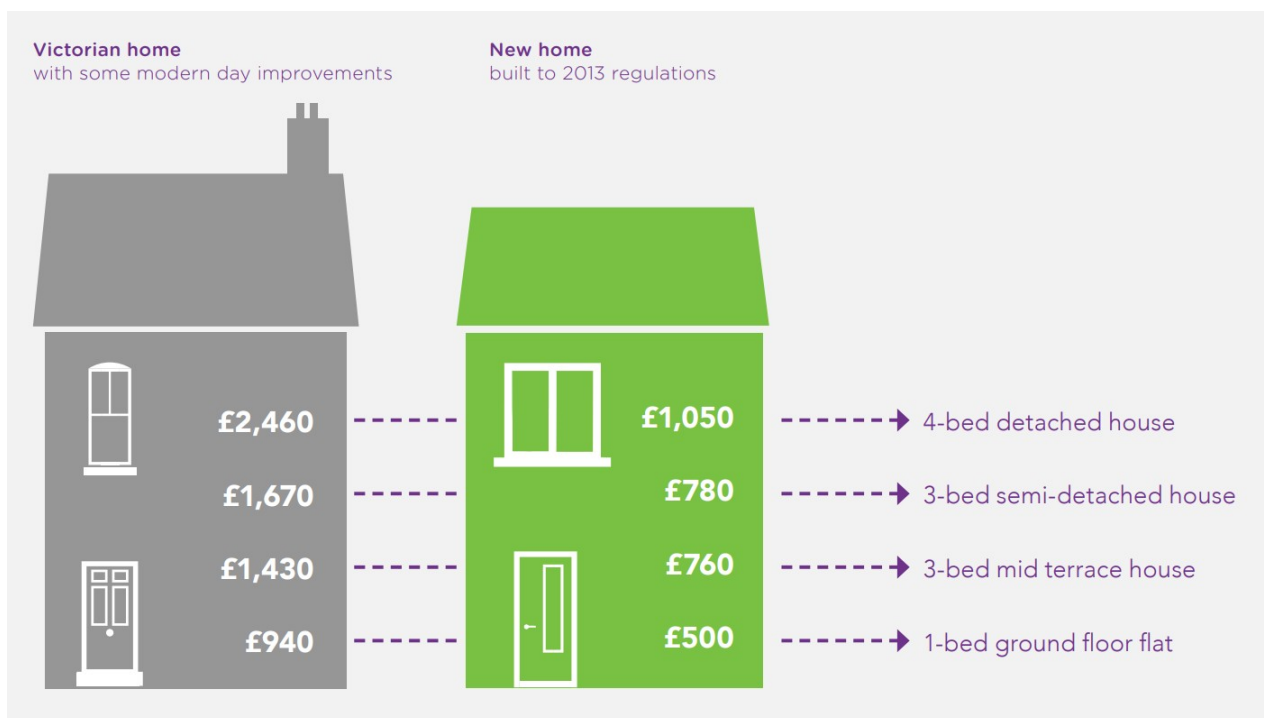 Victorian home
with some modern day improvements
New home
built to 2013 regulations
£2,460
£1,050
4-bed detached house
£1,670
£780
3-bed semi-detached house
£1,430
£760
3-bed mid terrace house
£940
£500
1-bed ground floor flat